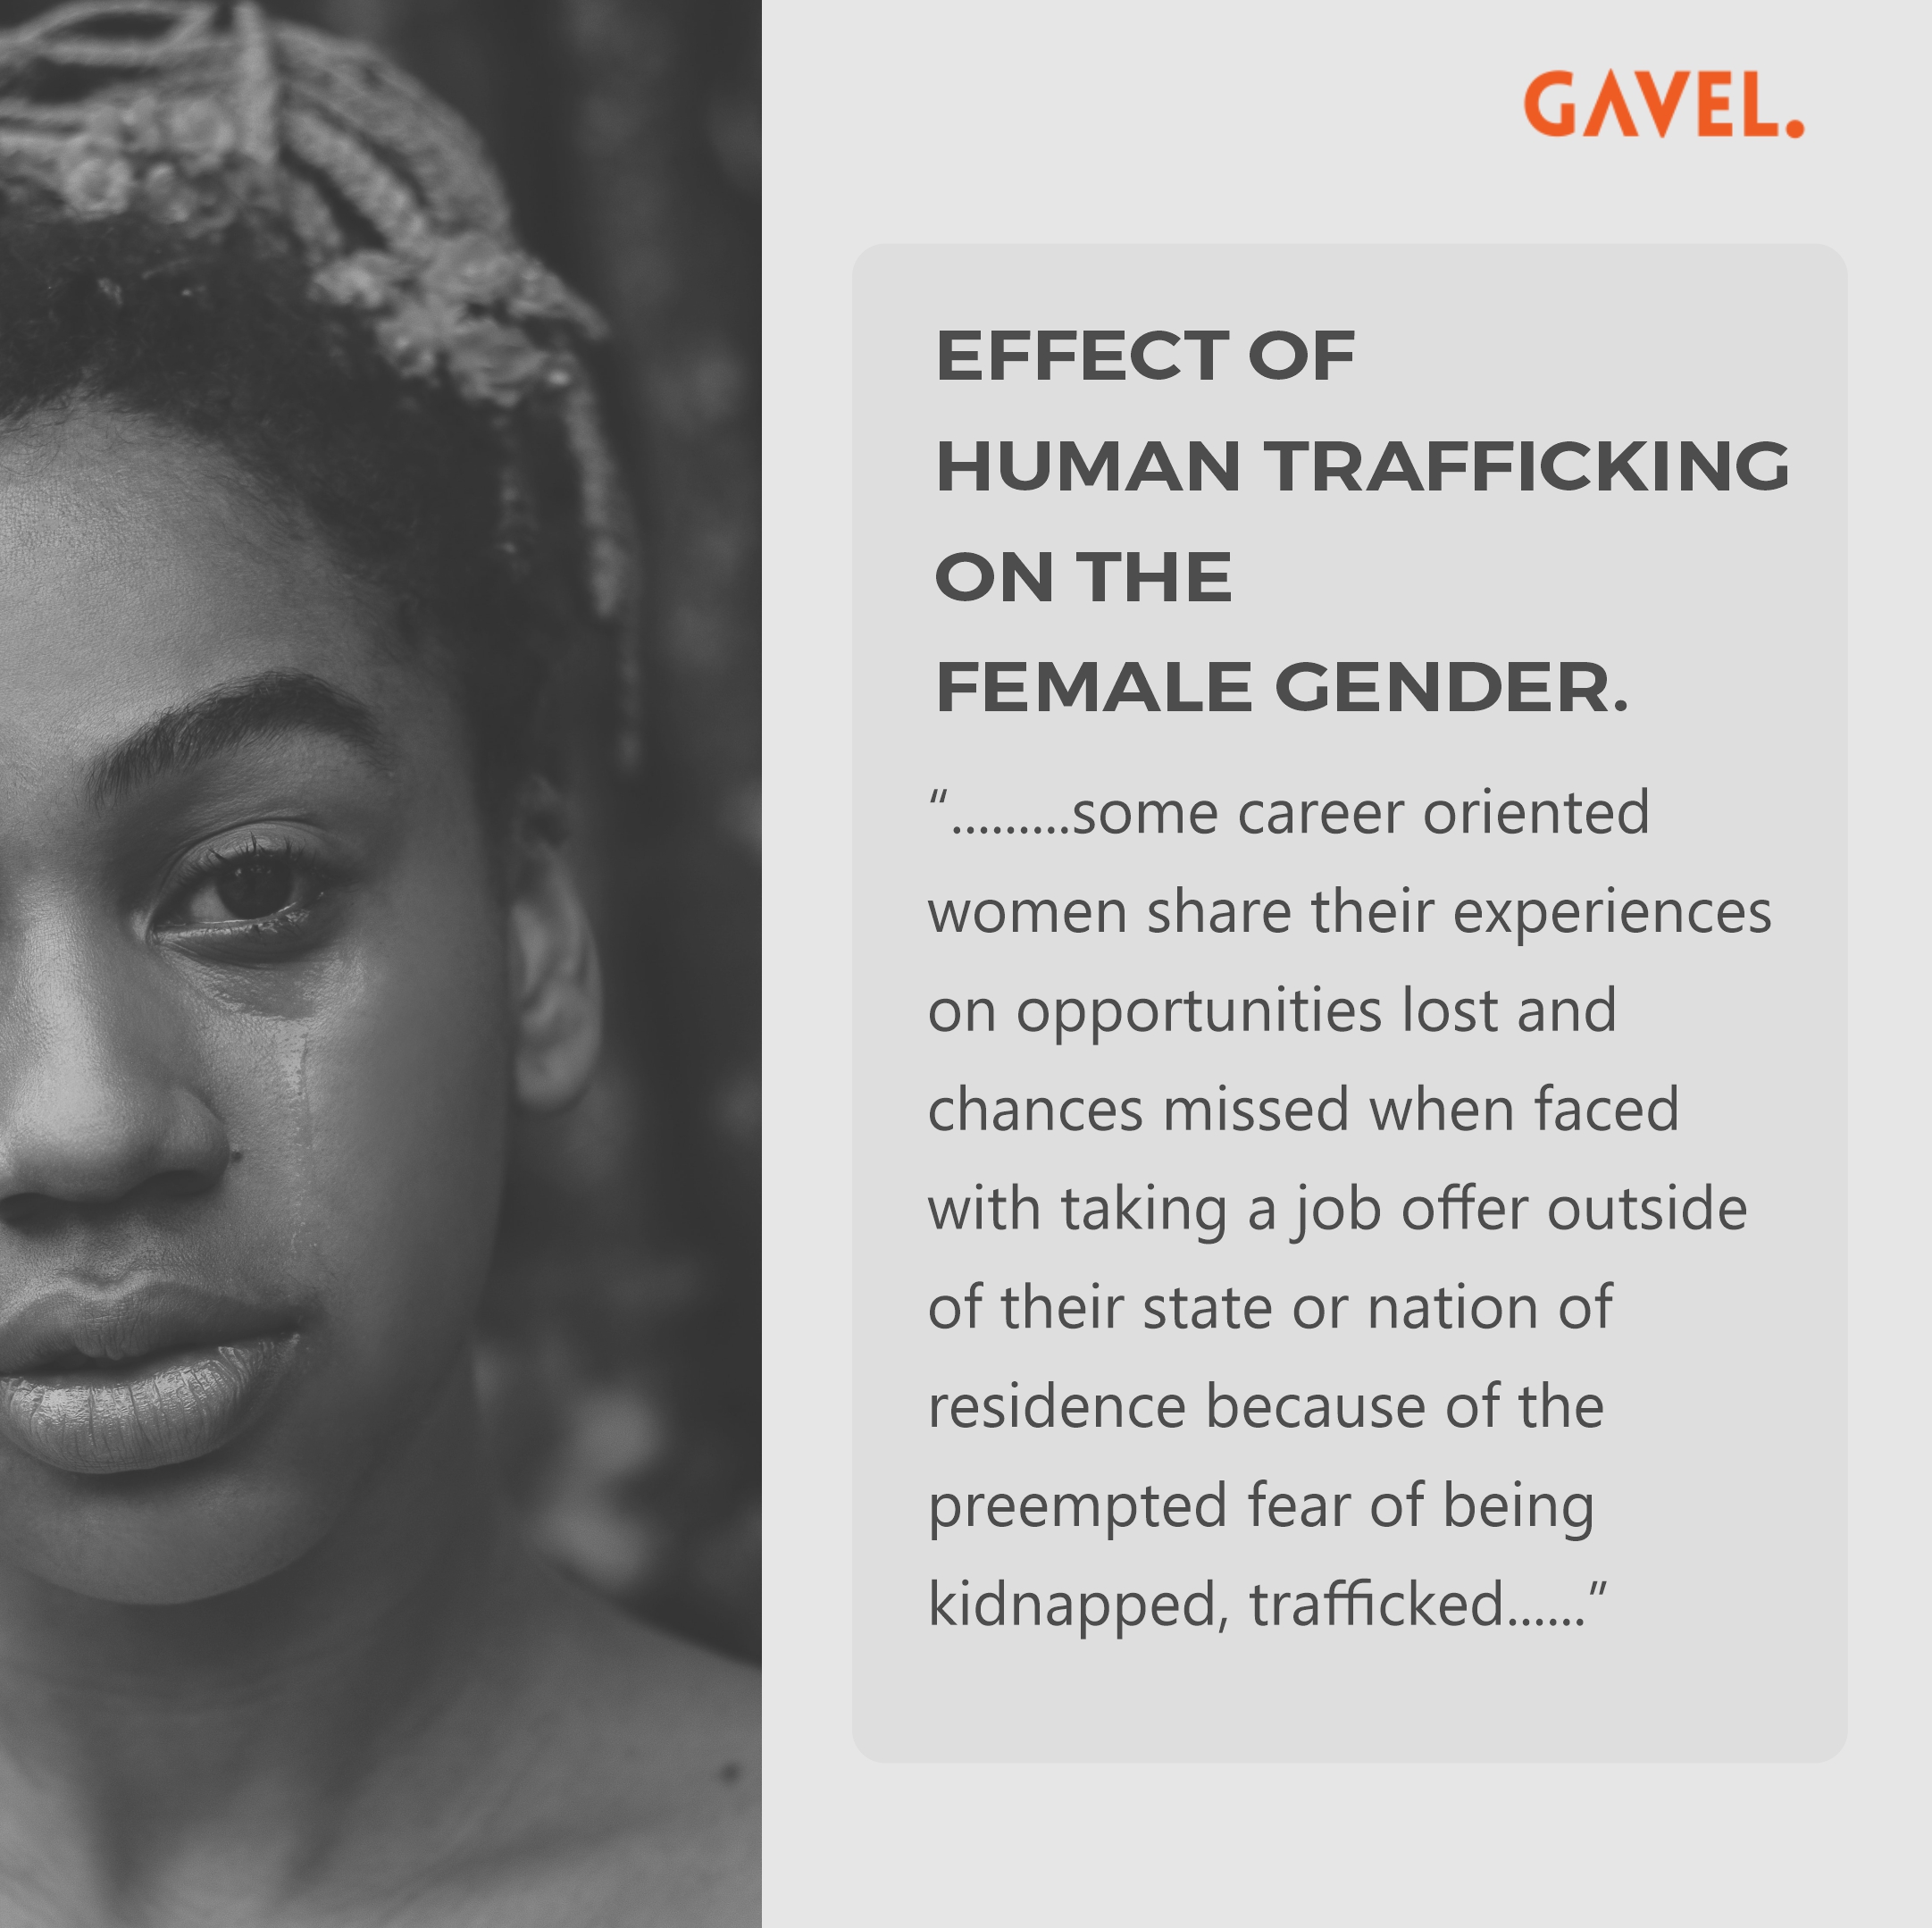 GAVEL.
EFFECT OF
HUMAN TRAFFICKING
ON THE
FEMALE GENDER.
“.........some career oriented
women share their experiences
on opportunities lost and
chances missed when faced
with taking a job offer outside
of their state or nation of
residence because of the
preempted fear of being
kidnapped, trafficked......”